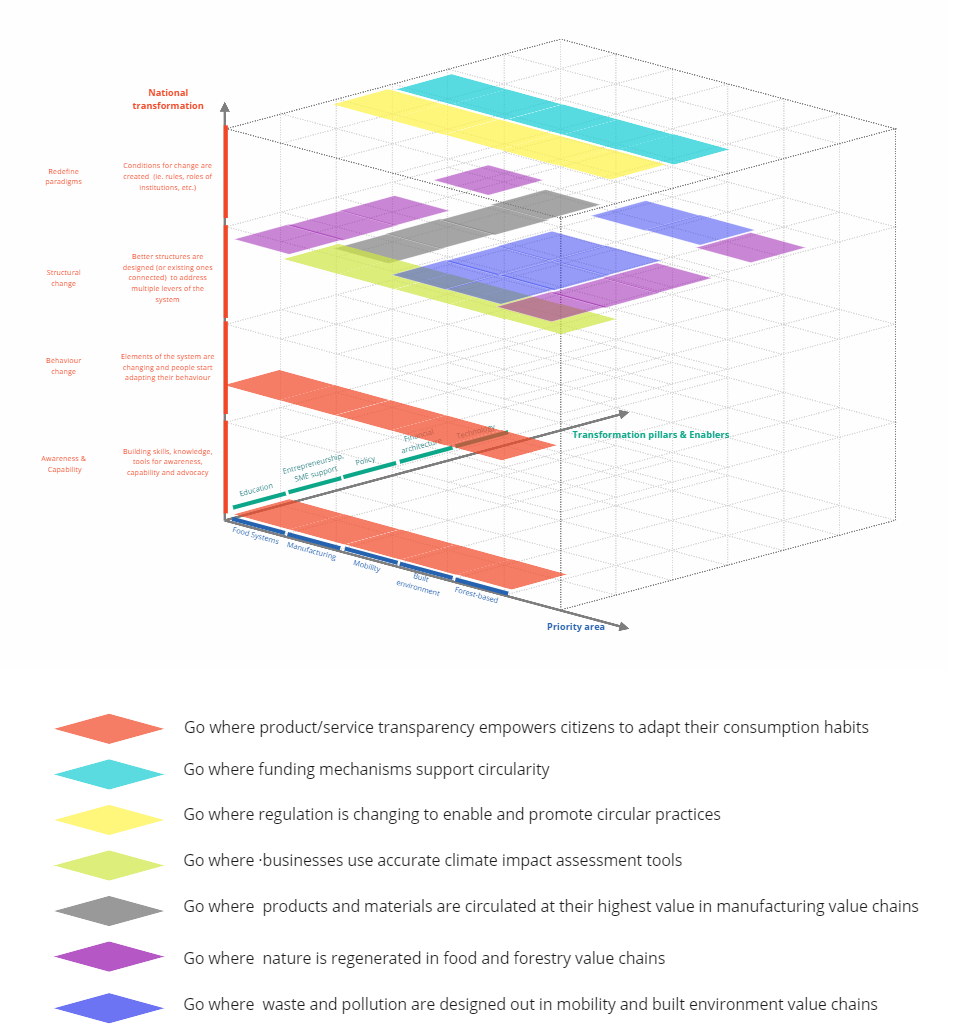 National
transformation
Redefine
paradigms
Conditions for change are
created (ie. rules, roles of
institutions, etc.)
Structural
change
Better structures are
designed (or existing ones
connected) to address
multiple levers of the
system
Behaviour
change
Elements of the system are
changing and people start
adapting their behaviour
Awareness &
Capability
Building skills, knowledge,
tools for awareness,
capability and advocacy
Education
Entrepreneurship,
SME support
Policy
Financial
architecture
Technology
Transformation pillars & Enablers
Food Systems
Manufacturing
Mobility
Built
environment
Forest-based
Priority area
Go where product/service transparency empowers citizens to adapt their consumption habits
Go where funding mechanisms support circularity
Go where regulation is changing to enable and promote circular practices
Go where ·businesses use accurate climate impact assessment tools
Go where products and materials are circulated at their highest value in manufacturing value chains
Go where nature is regenerated in food and forestry value chains
Go where waste and pollution are designed out in mobility and built environment value chains